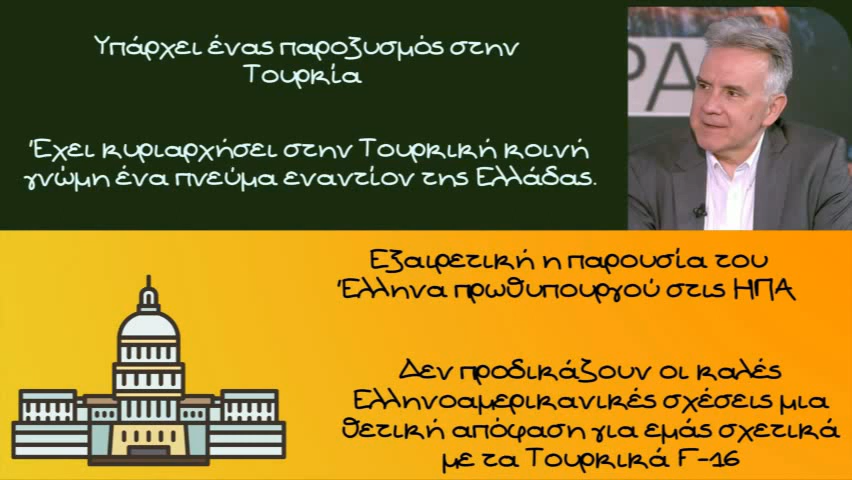 Υπάρχει ένας παροξυσμός στην
Τουρκία
Έχει κυριαρχήσει στην Τουρκική κοινή
γνώμη ένα πνεύμα εναντίον της Ελλάδας.
ΡΑ
Εξαιρετική η παρουσία του
Έλληνα πρωθυπουργού στις ΗΠΑ
Δεν προδικάζουν οι καλές
Ελληνοαμερικανικές σχέσεις μια
θετική απόφαση για εμάς σχετικά
με τα Τουρκικά F-16